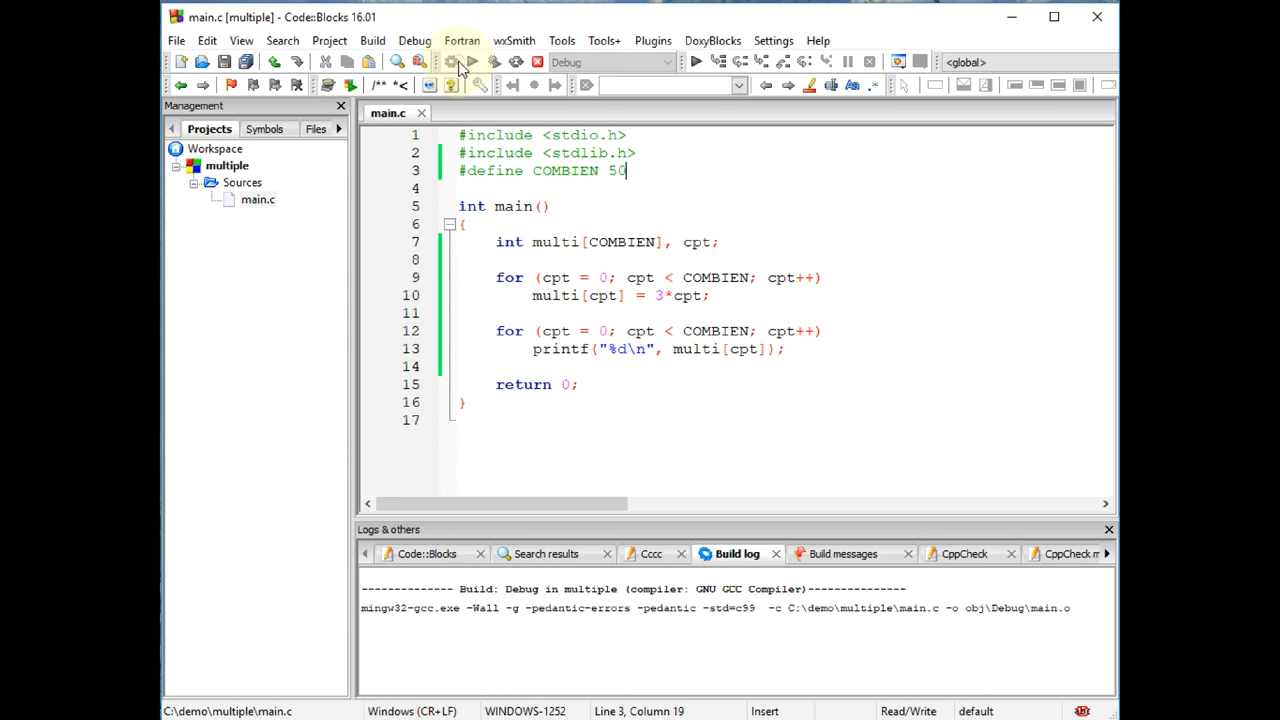 main.c [multiple] - Code::Blocks 16.01
File Edit View Search Project Build Debug Fortran wxSmith Tools Tools+ Plugins DoxyBlocks Settings Help
Debug
<global>
/** *<
Management
Projects Symbols Files
Workspace
multiple
Sources
main.c
main.c
1 #include <stdio.h>
2 #include <stdlib.h>
3 #define COMBIEN 50
4
5 int main()
6 {
7 int multi[COMBIEN], cpt;
8
9 for (cpt = 0; cpt < COMBIEN; cpt++)
10 multi[cpt] = 3*cpt;
11
12 for (cpt = 0; cpt < COMBIEN; cpt++)
13 printf("%d\n", multi[cpt]);
14
15 return 0;
16 }
17
Logs & others
Code::Blocks Search results Cccc Build log Build messages CppCheck CppCheck m
-------------- Build: Debug in multiple (compiler: GNU GCC Compiler)---------------
mingw32-gcc.exe -Wall -g -pedantic-errors -pedantic -std=c99 -c C:\demo\multiple\main.c -o obj\Debug\main.o
C:\demo\multiple\main.c Windows (CR+LF) WINDOWS-1252 Line 3, Column 19 Insert Read/Write default